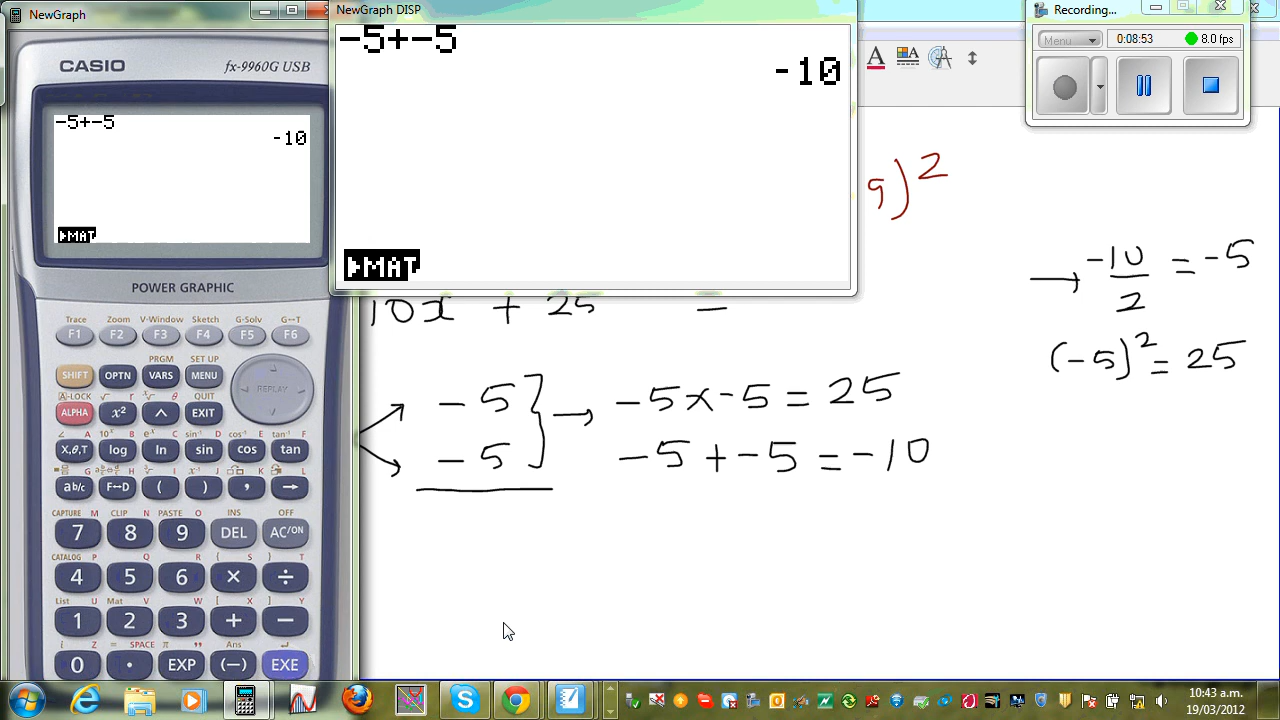 NewGraph
NewGraph DISP
Recording...
CASIO fx-9960G USB
-5+-5
-10
▶MAT
-5+-5
-10
▶MAT
Menu 0:08:53 8.0 fps
A
9)²
→ -10/2 = -5
(-5)² = 25
10x + 25 =
-5 } → -5 x -5 = 25
-5 -5 + -5 = -10
POWER GRAPHIC
Trace Zoom V-Window Sketch G-Solv G↔T
F1 F2 F3 F4 F5 F6
PRGM SET UP
SHIFT OPTN VARS MENU REPLAY
A-LOCK QUIT
ALPHA x² ^ EXIT
X,θ,T log ln sin cos tan
a b/c F↔D ( ) , →
CAPTURE M CLIP N PASTE O INS OFF
7 8 9 DEL AC/ON
CATALOG P Q R { S } T
4 5 6 × ÷
List U Mat V W [ X ] Y
1 2 3 + −
i Z = SPACE π " Ans
0 . EXP (−) EXE
10:43 a.m.
19/03/2012